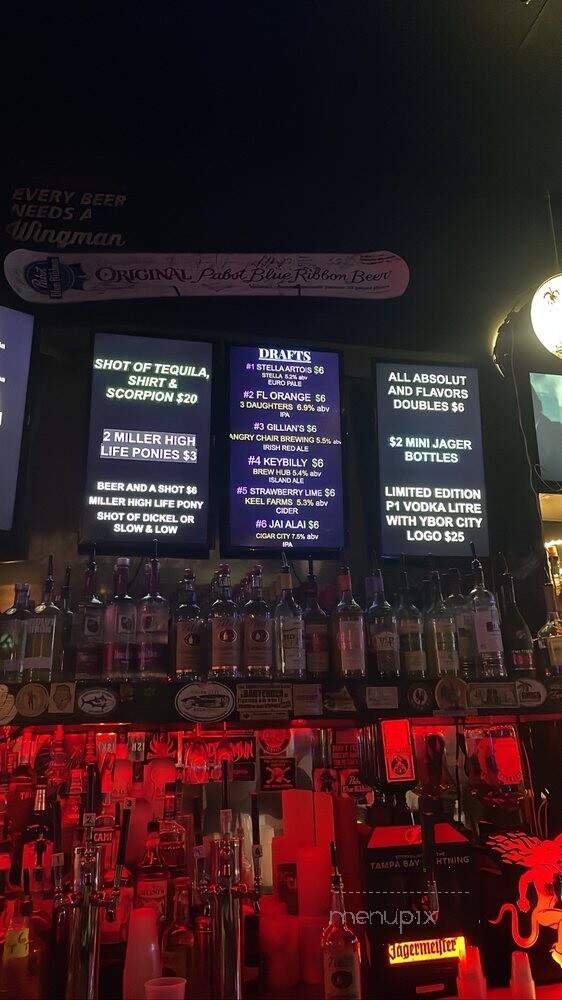 EVERY BEER
NEEDS A
Wingman
Pabst Blue Ribbon
ORIGINAL Pabst Blue Ribbon Beer
SHOT OF TEQUILA,
SHIRT &
SCORPION $20
2 MILLER HIGH
LIFE PONIES $3
BEER AND A SHOT $6
MILLER HIGH LIFE PONY
SHOT OF DICKEL OR
SLOW & LOW
DRAFTS
#1 STELLA ARTOIS $6
STELLA 5.2% abv
EURO PALE
#2 FL ORANGE $6
3 DAUGHTERS 6.9% abv
IPA
#3 GILLIAN'S $6
ANGRY CHAIR BREWING 5.5% abv
IRISH RED ALE
#4 KEYBILLY $6
BREW HUB 5.4% abv
ISLAND ALE
#5 STRAWBERRY LIME $6
KEEL FARMS 5.3% abv
CIDER
#6 JAI ALAI $6
CIGAR CITY 7.5% abv
IPA
ALL ABSOLUT
AND FLAVORS
DOUBLES $6
$2 MINI JAGER
BOTTLES
LIMITED EDITION
P1 VODKA LITRE
WITH YBOR CITY
LOGO $25
BARTENDER
TAMPA BAY LIGHTNING
menupix
Jägermeister